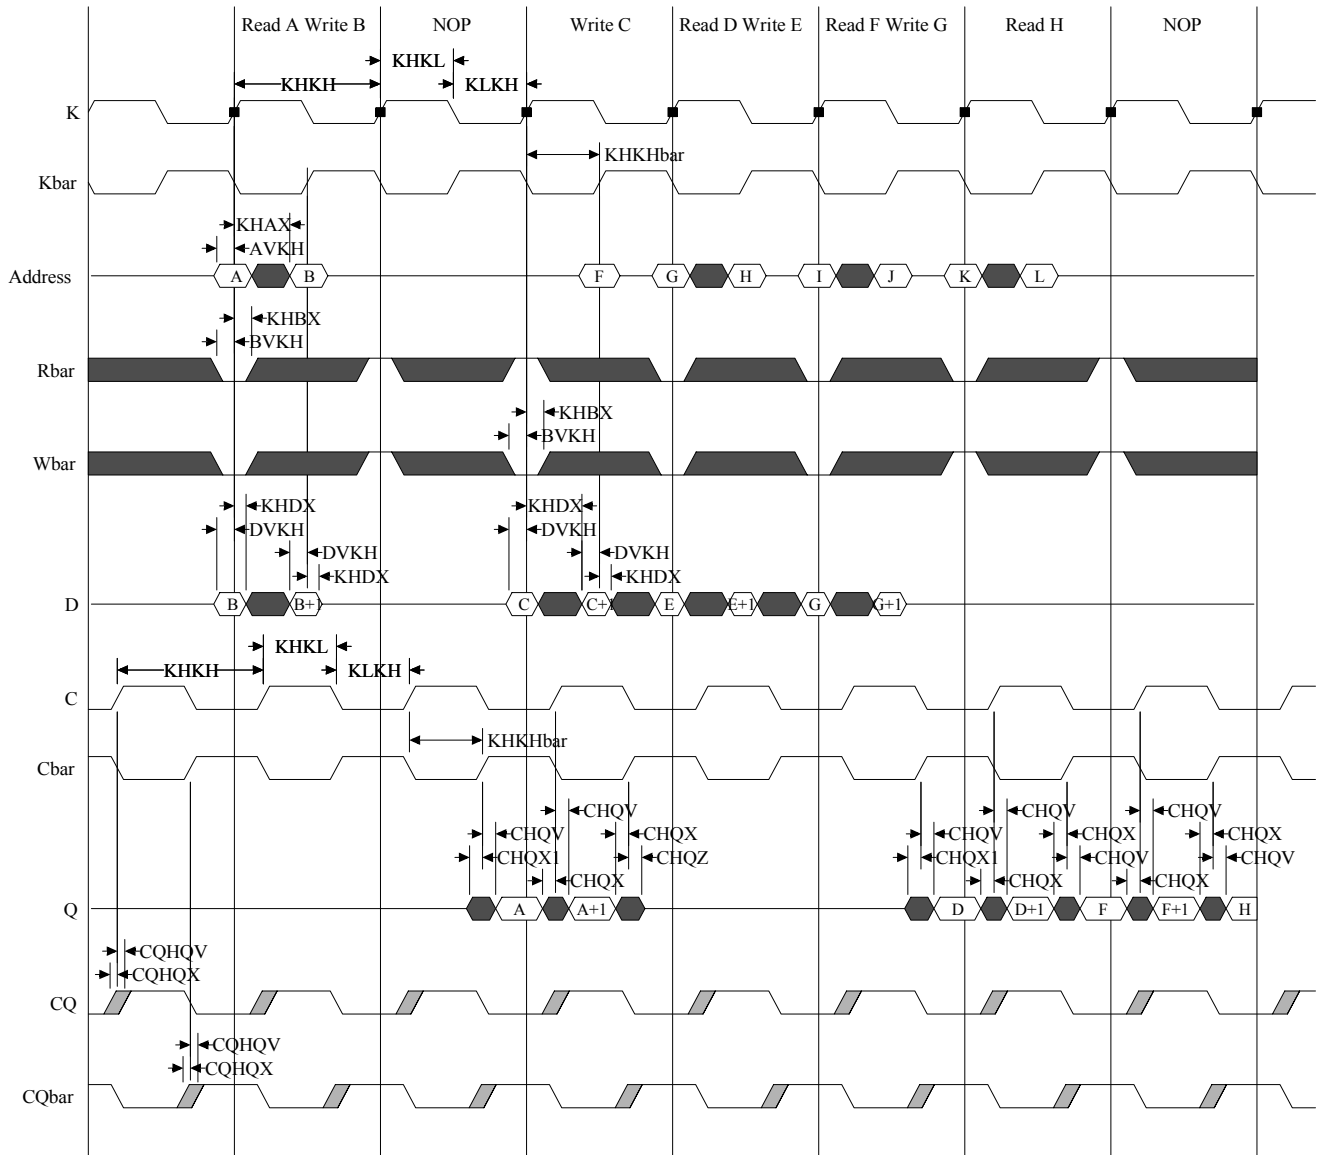 Read A Write B NOP Write C Read D Write E Read F Write G Read H NOP
KHKL
KHKH KLKH
K
KHKHbar
Kbar
KHAX
AVKH
Address A B F G H I J K L
KHBX
BVKH
Rbar
KHBX
BVKH
Wbar
KHDX KHDX
DVKH DVKH
DVKH DVKH
KHDX KHDX
D B B+1 C C+1 E E+1 G G+1
KHKL
KHKH KLKH
C
KHKHbar
Cbar
CHQV CHQV CHQV
CHQV CHQX CHQV CHQX CHQX
CHQX1 CHQZ CHQX1 CHQV CHQV
CHQX CHQX CHQX
Q A A+1 D D+1 F F+1 H
CQHQV
CQHQX
CQ
CQHQV
CQHQX
CQbar